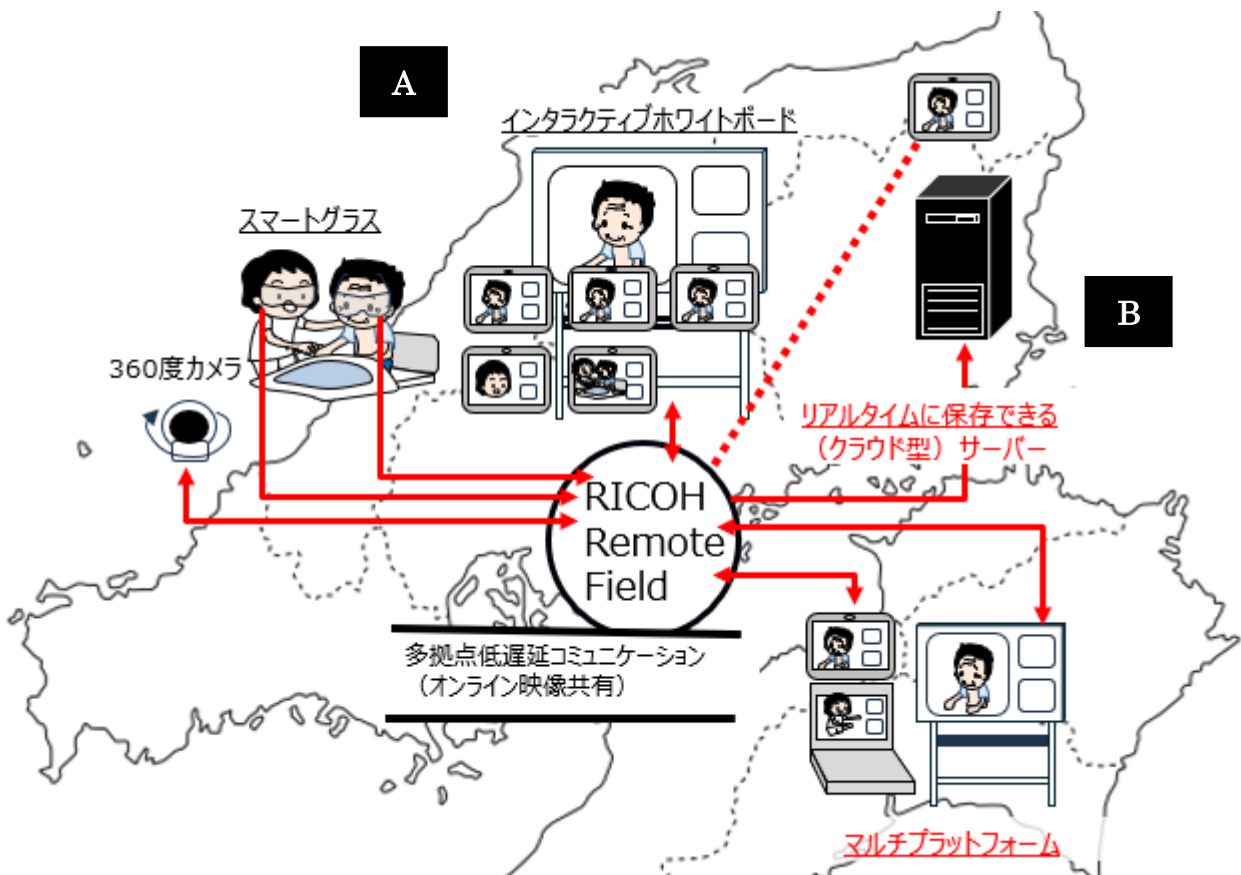 A
インタラクティブホワイトボード
スマートグラス
360度カメラ
B
リアルタイムに保存できる
（クラウド型）サーバー
RICOH
Remote
Field
多拠点低遅延コミュニケーション
（オンライン映像共有）
マルチプラットフォーム